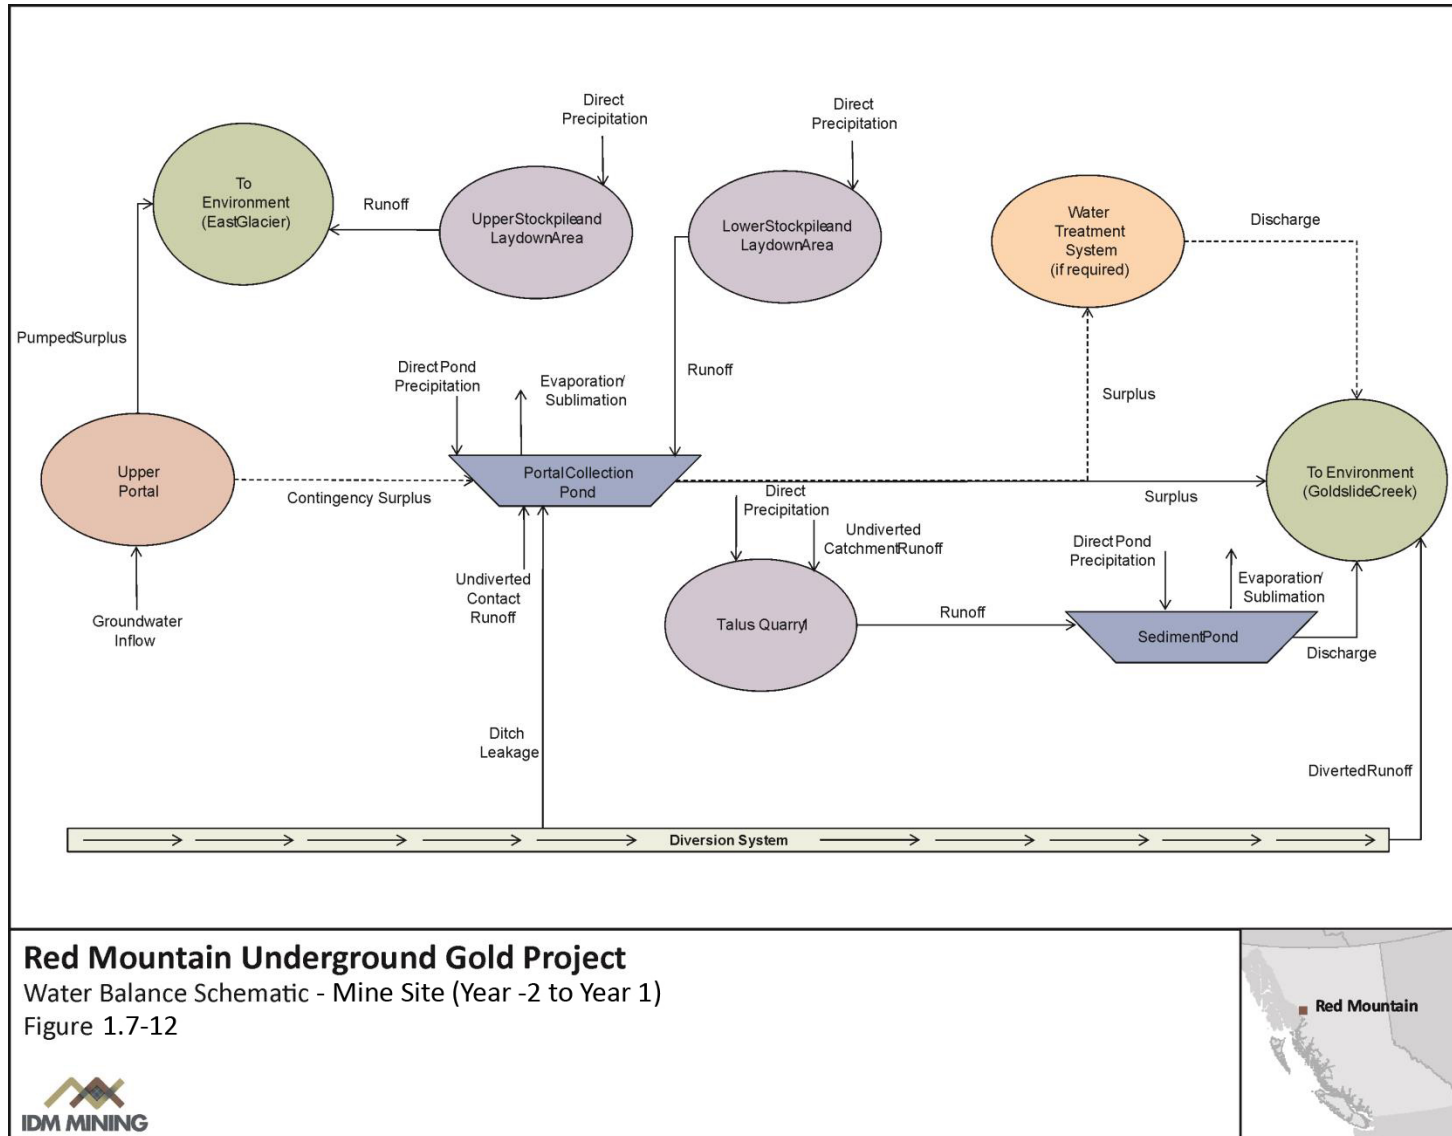 Direct
Precipitation
Direct
Precipitation
To
Environment
(EastGlacier)
Runoff
UpperStockpileand
LaydownArea
LowerStockpileand
LaydownArea
Water
Treatment
System
(if required)
Discharge
PumpedSurplus
DirectPond
Precipitation
Evaporation/
Sublimation
Runoff
Surplus
Upper
Portal
Contingency Surplus
PortalCollection
Pond
Surplus
To Environment
(GoldslideCreek)
Direct
Precipitation
Undiverted
CatchmentRunoff
DirectPond
Precipitation
Evaporation/
Sublimation
Groundwater
Inflow
Undiverted
Contact
Runoff
Talus Quarry1
Runoff
SedimentPond
Discharge
Ditch
Leakage
DivertedRunoff
Diversion System
Red Mountain Underground Gold Project
Water Balance Schematic - Mine Site (Year -2 to Year 1)
Figure 1.7-12
IDM MINING
Red Mountain